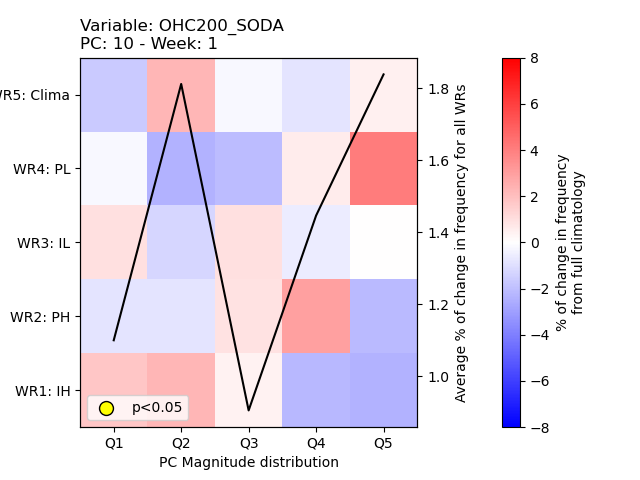 Variable: OHC200_SODA
PC: 10 - Week: 1
WR5: Clima
WR4: PL
WR3: IL
WR2: PH
WR1: IH
p<0.05
Q1 Q2 Q3 Q4 Q5
PC Magnitude distribution
1.8
1.6
1.4
1.2
1.0
Average % of change in frequency for all WRs
8
6
4
2
0
−2
−4
−6
−8
% of change in frequency
from full climatology